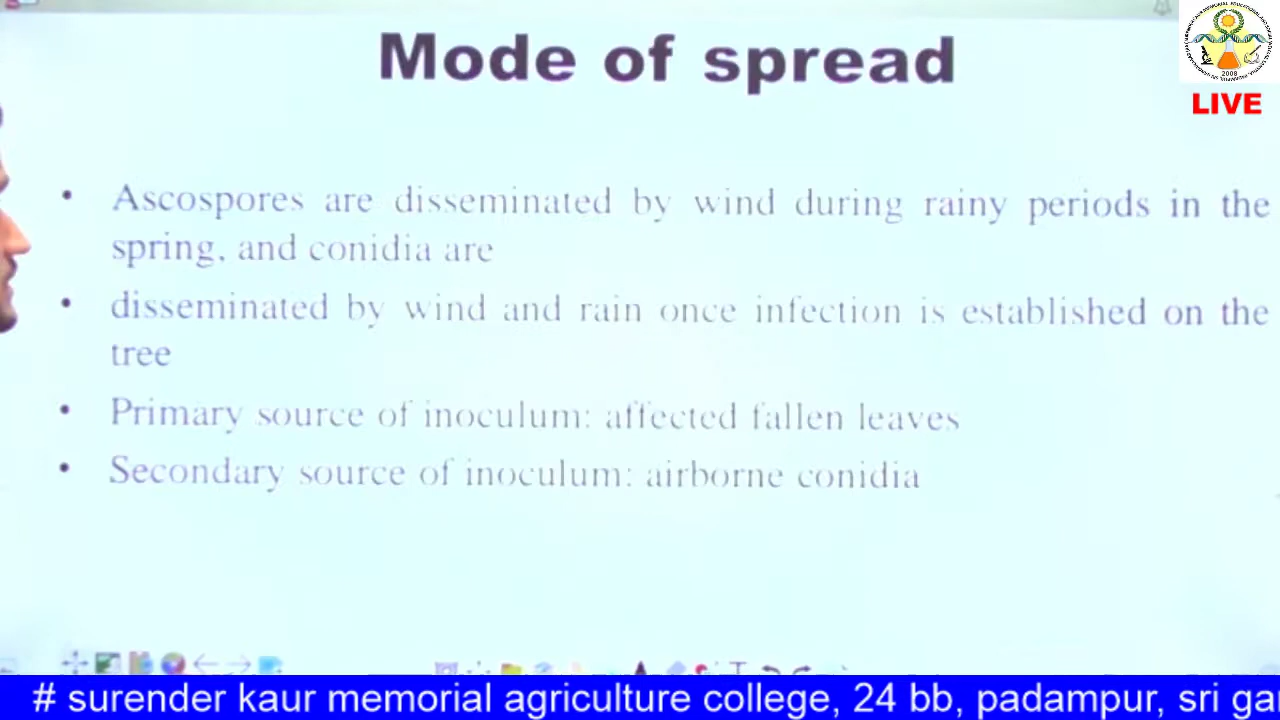 Mode of spread
LIVE
• Ascospores are disseminated by wind during rainy periods in the
spring, and conidia are
• disseminated by wind and rain once infection is established on the
tree
• Primary source of inoculum: affected fallen leaves
• Secondary source of inoculum: airborne conidia
2008
# surender kaur memorial agriculture college, 24 bb, padampur, sri